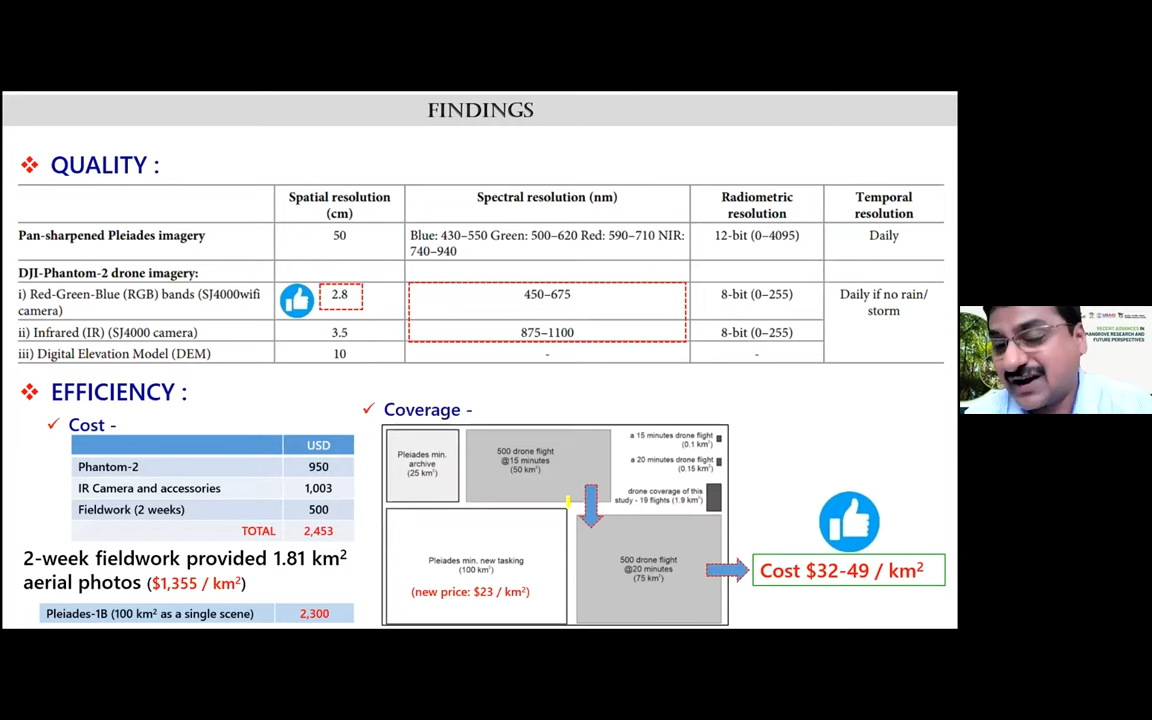 FINDINGS
❖ QUALITY :
Spatial resolution (cm)
Spectral resolution (nm)
Radiometric resolution
Temporal resolution
Pan-sharpened Pleiades imagery
50
Blue: 430–550 Green: 500–620 Red: 590–710 NIR:
740–940
12-bit (0–4095)
Daily
DJI-Phantom-2 drone imagery:
i) Red-Green-Blue (RGB) bands (SJ4000wifi
camera)
2.8
450–675
8-bit (0–255)
Daily if no rain/
storm
ii) Infrared (IR) (SJ4000 camera)
3.5
875–1100
8-bit (0–255)
iii) Digital Elevation Model (DEM)
10
-
-
❖ EFFICIENCY :
✓ Cost -
USD
Phantom-2 950
IR Camera and accessories 1,003
Fieldwork (2 weeks) 500
TOTAL 2,453
2-week fieldwork provided 1.81 km²
aerial photos ($1,355 / km²)
Pleiades-1B (100 km² as a single scene) 2,300
✓ Coverage -
Pleiades min.
archive
(25 km²)
500 drone flight
@15 minutes
(50 km²)
a 15 minutes drone flight
(0.1 km²)
a 20 minutes drone flight
(0.15 km²)
drone coverage of this
study - 19 flights (1.9 km²)
Pleiades min. new tasking
(100 km²)
(new price: $23 / km²)
500 drone flight
@20 minutes
(75 km²)
Cost $32-49 / km²
USAID
RECENT ADVANCES IN
MANGROVE RESEARCH AND
FUTURE PERSPECTIVES